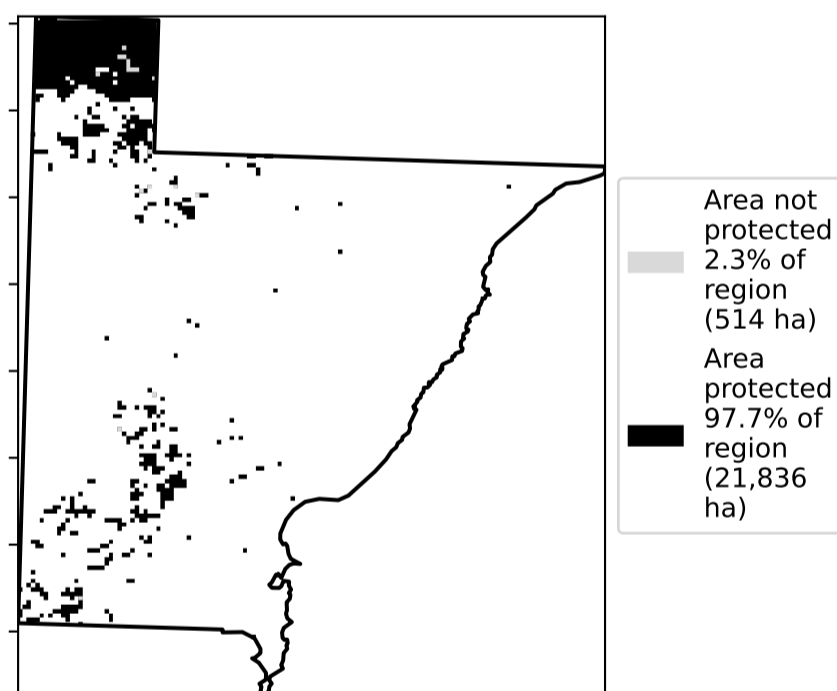 Area not
protected
2.3% of
region
(514 ha)
Area
protected
97.7% of
region
(21,836
ha)